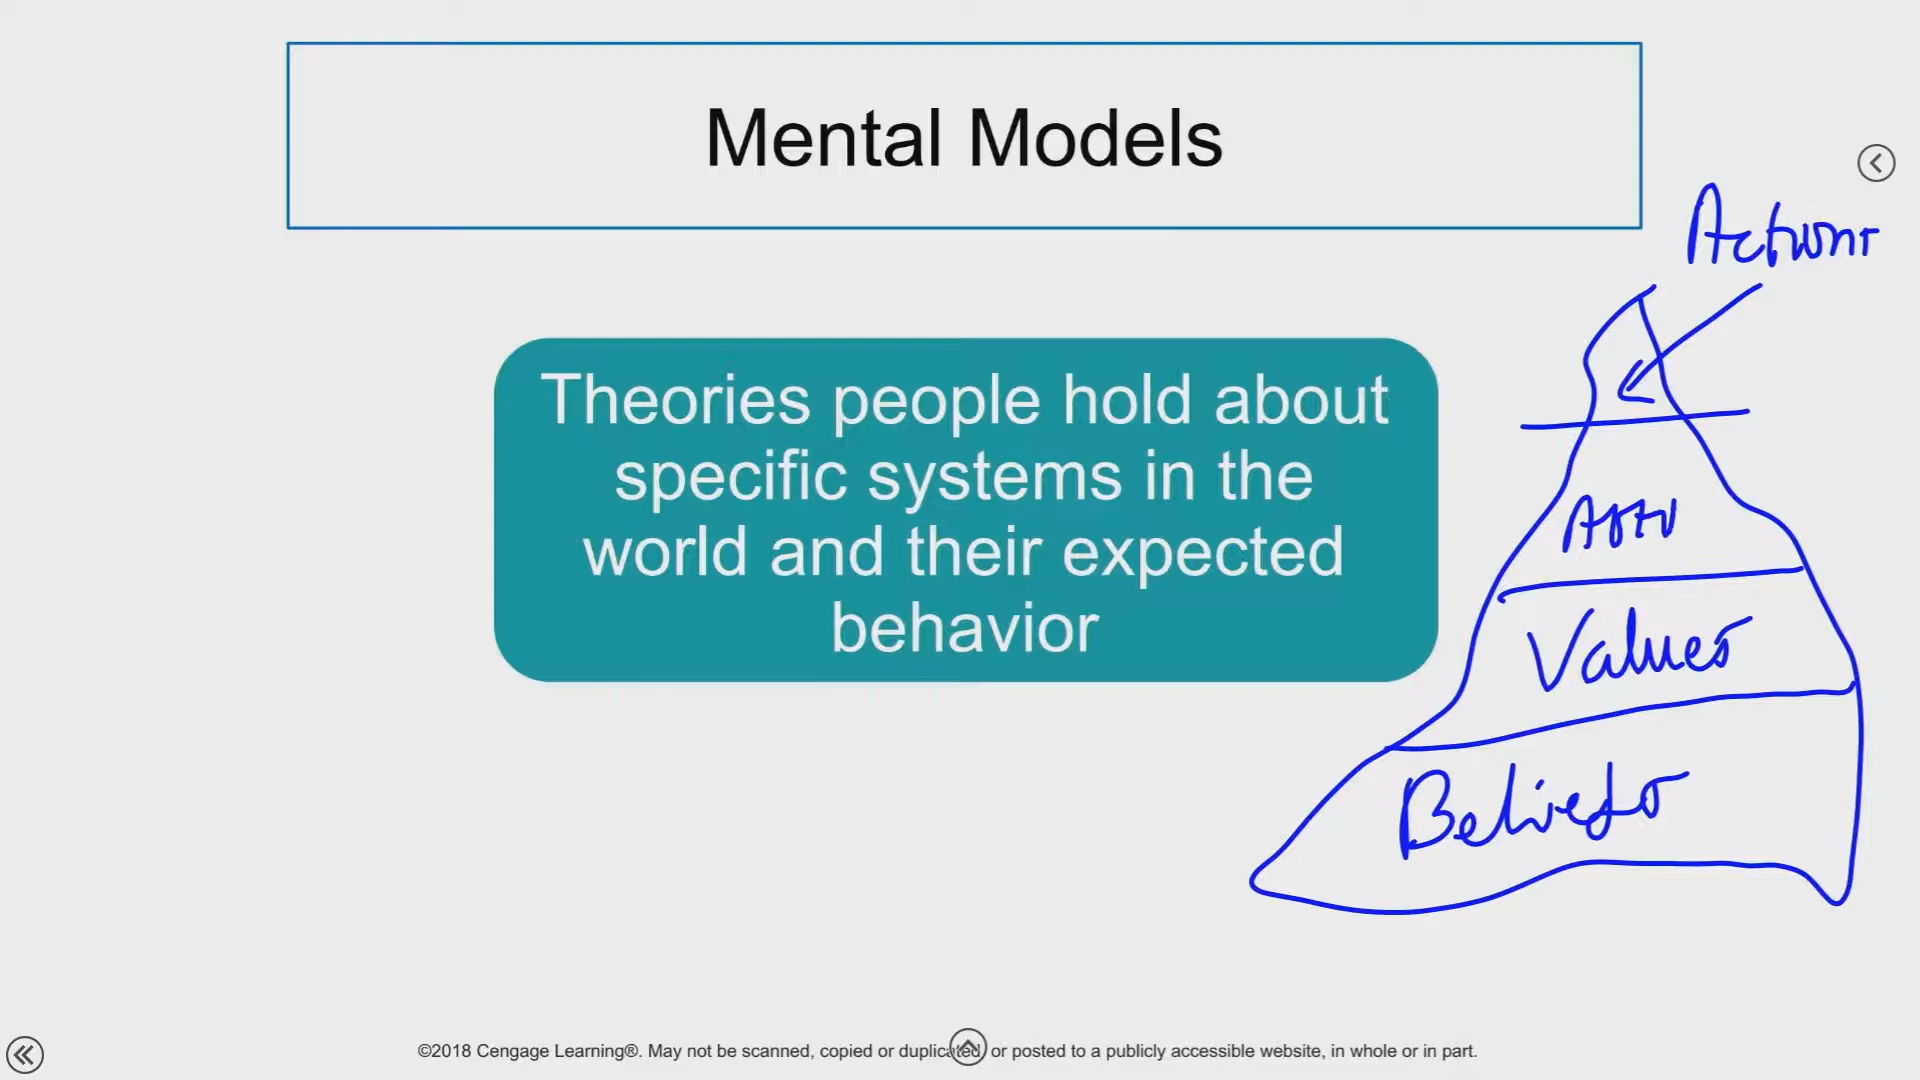 Mental Models
Theories people hold about
specific systems in the
world and their expected
behavior
Actions
Values
Beliefs
©2018 Cengage Learning®. May not be scanned, copied or duplicated, or posted to a publicly accessible website, in whole or in part.